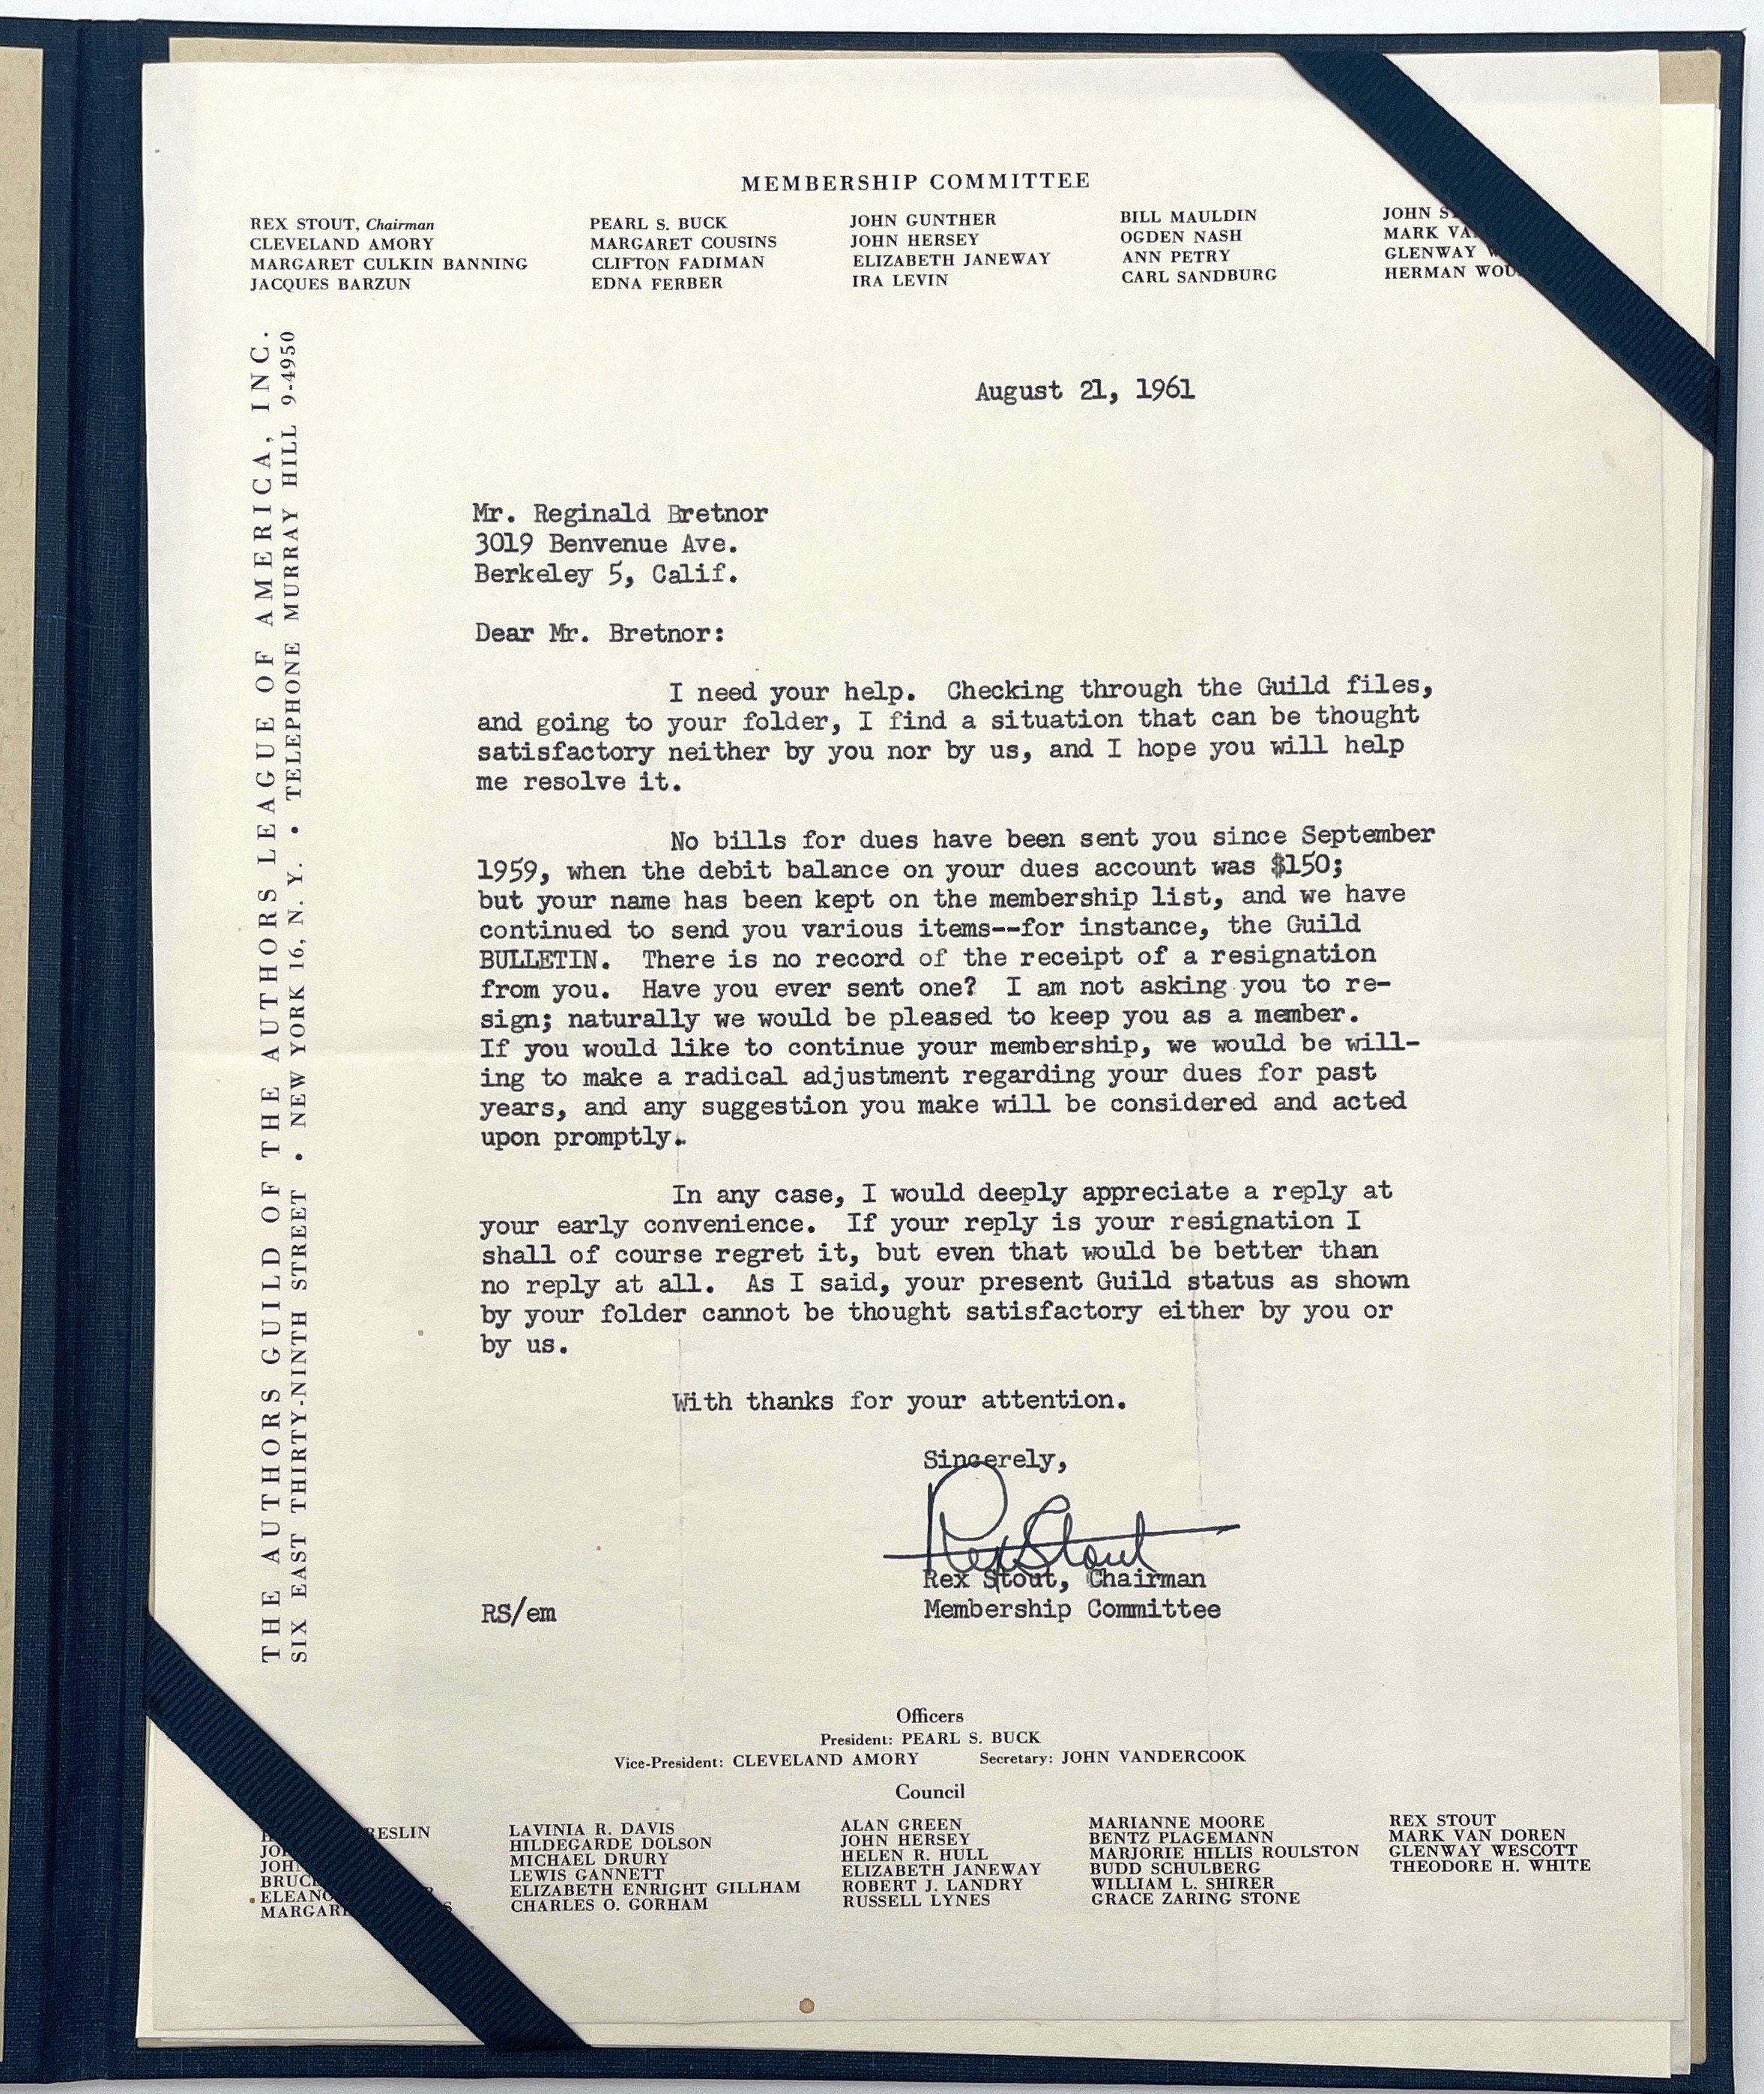 MEMBERSHIP COMMITTEE
REX STOUT, Chairman
CLEVELAND AMORY
MARGARET CULKIN BANNING
JACQUES BARZUN
PEARL S. BUCK
MARGARET COUSINS
CLIFTON FADIMAN
EDNA FERBER
JOHN GUNTHER
JOHN HERSEY
ELIZABETH JANEWAY
IRA LEVIN
BILL MAULDIN
OGDEN NASH
ANN PETRY
CARL SANDBURG
JOHN
MARK
GLENWAY
HERMAN
THE AUTHORS GUILD OF THE AUTHORS LEAGUE OF AMERICA, INC.
SIX EAST THIRTY-NINTH STREET • NEW YORK 16, N. Y. • TELEPHONE MURRAY HILL 9-4950
August 21, 1961
Mr. Reginald Bretnor
3019 Benvenue Ave.
Berkeley 5, Calif.
Dear Mr. Bretnor:
I need your help. Checking through the Guild files,
and going to your folder, I find a situation that can be thought
satisfactory neither by you nor by us, and I hope you will help
me resolve it.
No bills for dues have been sent you since September
1959, when the debit balance on your dues account was $150;
but your name has been kept on the membership list, and we have
continued to send you various items--for instance, the Guild
BULLETIN. There is no record of the receipt of a resignation
from you. Have you ever sent one? I am not asking you to re-
sign; naturally we would be pleased to keep you as a member.
If you would like to continue your membership, we would be will-
ing to make a radical adjustment regarding your dues for past
years, and any suggestion you make will be considered and acted
upon promptly.
In any case, I would deeply appreciate a reply at
your early convenience. If your reply is your resignation I
shall of course regret it, but even that would be better than
no reply at all. As I said, your present Guild status as shown
by your folder cannot be thought satisfactory either by you or
by us.
With thanks for your attention.
Sincerely,
Rex Stout
Rex Stout, Chairman
Membership Committee
RS/em
Officers
President: PEARL S. BUCK
Vice-President: CLEVELAND AMORY Secretary: JOHN VANDERCOOK
Council
LAVINIA R. DAVIS
HILDEGARDE DOLSON
MICHAEL DRURY
LEWIS GANNETT
ELIZABETH ENRIGHT GILLHAM
CHARLES O. GORHAM
ALAN GREEN
JOHN HERSEY
HELEN R. HULL
ELIZABETH JANEWAY
ROBERT J. LANDRY
RUSSELL LYNES
MARIANNE MOORE
BENTZ PLAGEMANN
MARJORIE HILLIS ROULSTON
BUDD SCHULBERG
WILLIAM L. SHIRER
GRACE ZARING STONE
REX STOUT
MARK VAN DOREN
GLENWAY WESCOTT
THEODORE H. WHITE